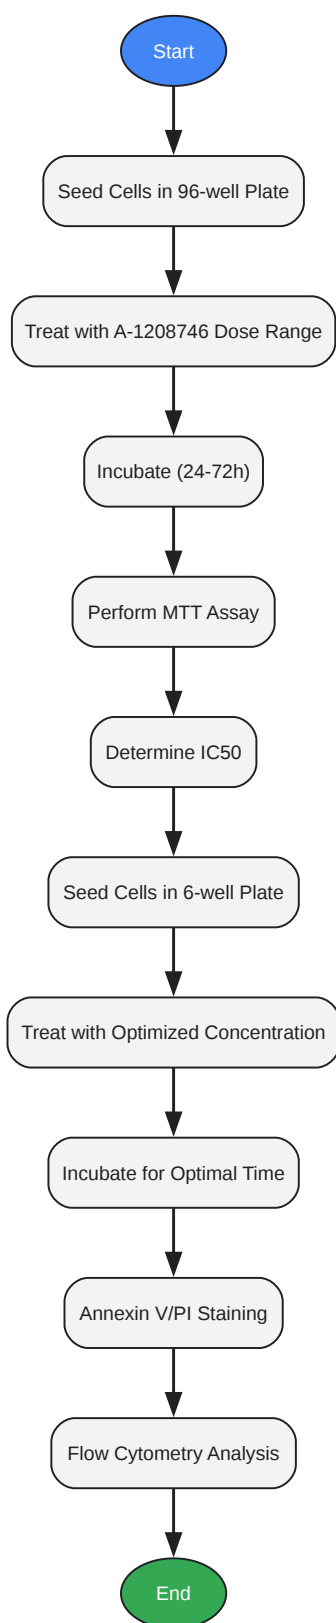 Start
Seed Cells in 96-well Plate
Treat with A-1208746 Dose Range
Incubate (24-72h)
Perform MTT Assay
Determine IC50
Seed Cells in 6-well Plate
Treat with Optimized Concentration
Incubate for Optimal Time
Annexin V/PI Staining
Flow Cytometry Analysis
End